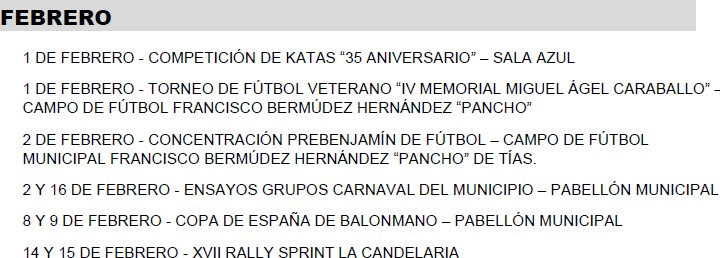 FEBRERO
1 DE FEBRERO - COMPETICIÓN DE KATAS “35 ANIVERSARIO” – SALA AZUL
1 DE FEBRERO - TORNEO DE FÚTBOL VETERANO “IV MEMORIAL MIGUEL ÁGEL CARABALLO” –
CAMPO DE FÚTBOL FRANCISCO BERMÚDEZ HERNÁNDEZ “PANCHO”
2 DE FEBRERO - CONCENTRACIÓN PREBENJAMÍN DE FÚTBOL – CAMPO DE FÚTBOL
MUNICIPAL FRANCISCO BERMÚDEZ HERNÁNDEZ “PANCHO” DE TÍAS.
2 Y 16 DE FEBRERO - ENSAYOS GRUPOS CARNAVAL DEL MUNICIPIO – PABELLÓN MUNICIPAL
8 Y 9 DE FEBRERO - COPA DE ESPAÑA DE BALONMANO – PABELLÓN MUNICIPAL
14 Y 15 DE FEBRERO - XVII RALLY SPRINT LA CANDELARIA